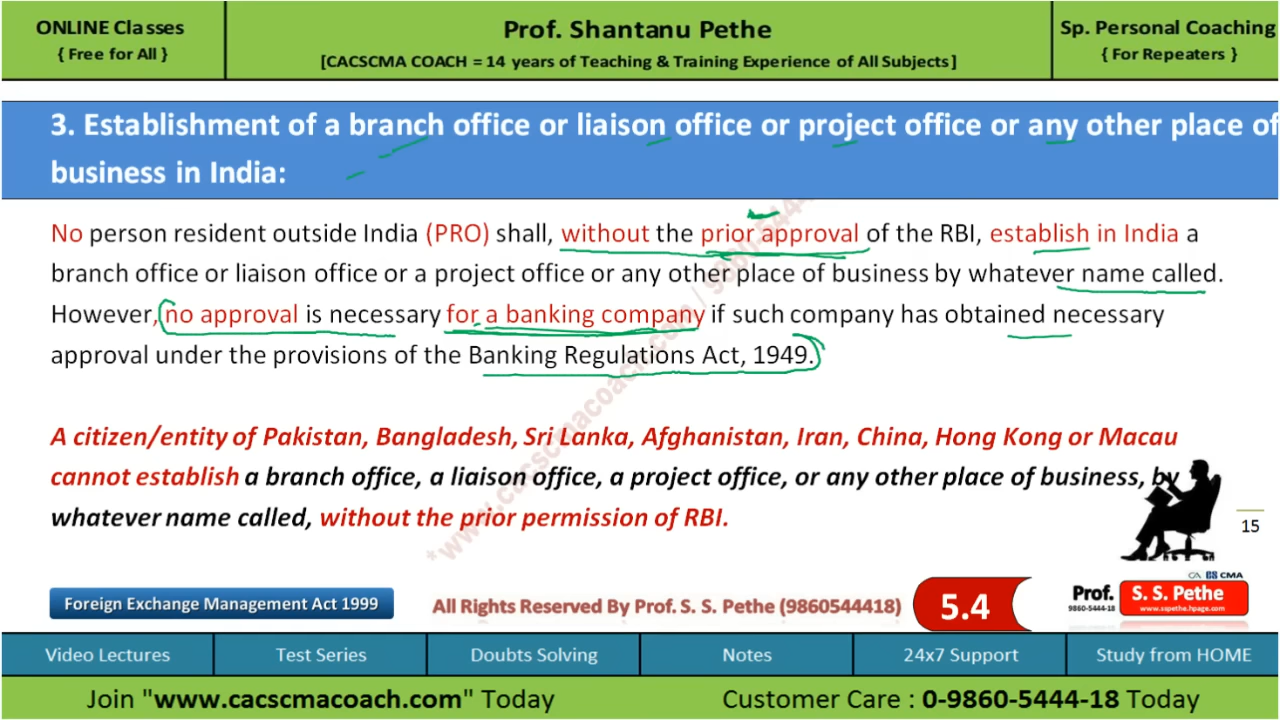 ONLINE Classes
{ Free for All }
Prof. Shantanu Pethe
[CACSCMA COACH = 14 years of Teaching & Training Experience of All Subjects]
Sp. Personal Coaching
{ For Repeaters }
3. Establishment of a branch office or liaison office or project office or any other place of
business in India:
No person resident outside India (PRO) shall, without the prior approval of the RBI, establish in India a
branch office or liaison office or a project office or any other place of business by whatever name called.
However, no approval is necessary for a banking company if such company has obtained necessary
approval under the provisions of the Banking Regulations Act, 1949.
A citizen/entity of Pakistan, Bangladesh, Sri Lanka, Afghanistan, Iran, China, Hong Kong or Macau
cannot establish a branch office, a liaison office, a project office, or any other place of business, by
whatever name called, without the prior permission of RBI.
15
Foreign Exchange Management Act 1999
All Rights Reserved By Prof. S. S. Pethe (9860544418)
5.4
CMA
Prof.
9860-5444-18
S. S. Pethe
www.sspethe.hpage.com
Video Lectures
Test Series
Doubts Solving
Notes
24x7 Support
Study from HOME
Join "www.cacscmacoach.com" Today
Customer Care : 0-9860-5444-18 Today